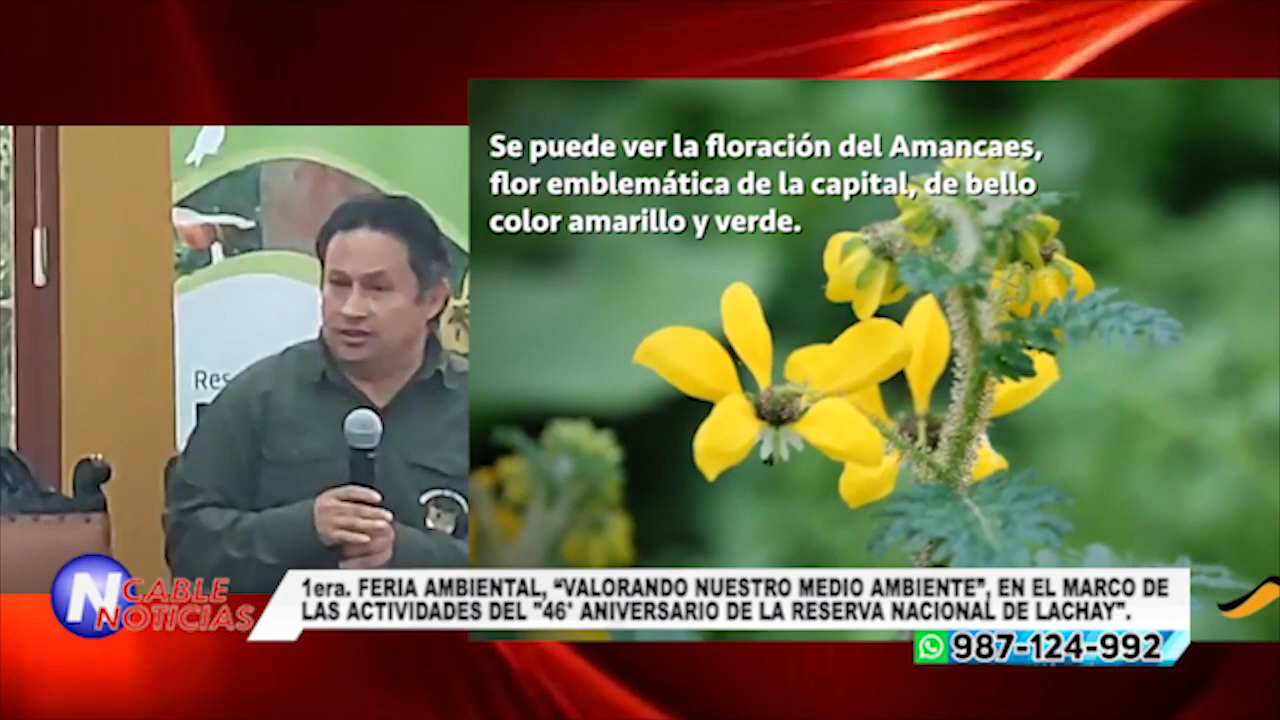 Se puede ver la floración del Amancaes,
flor emblemática de la capital, de bello
color amarillo y verde.
Res
N CABLE
NOTICIAS
1era. FERIA AMBIENTAL, “VALORANDO NUESTRO MEDIO AMBIENTE”, EN EL MARCO DE
LAS ACTIVIDADES DEL "46° ANIVERSARIO DE LA RESERVA NACIONAL DE LACHAY".
987-124-992